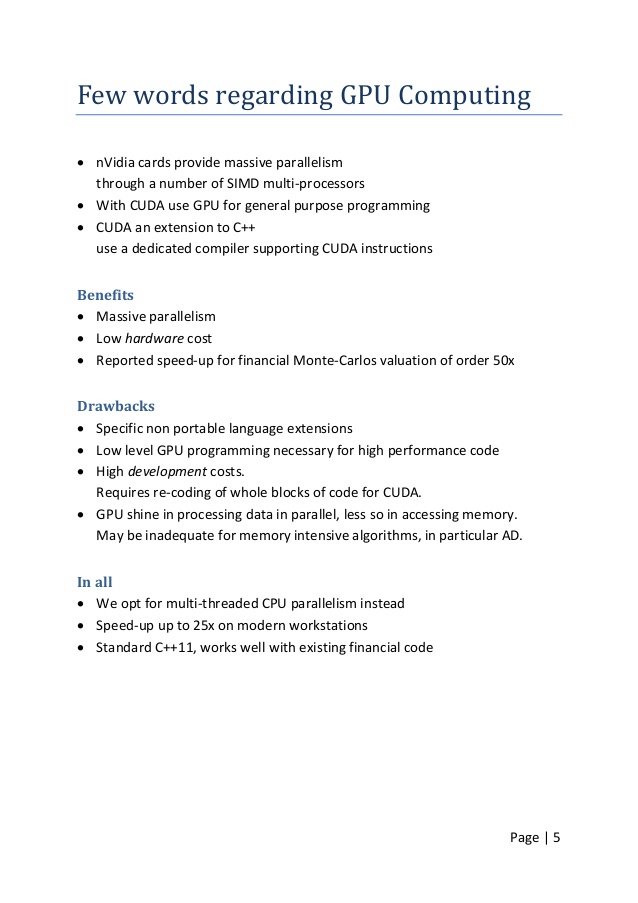 Few words regarding GPU Computing
• nVidia cards provide massive parallelism
through a number of SIMD multi-processors
• With CUDA use GPU for general purpose programming
• CUDA an extension to C++
use a dedicated compiler supporting CUDA instructions
Benefits
• Massive parallelism
• Low hardware cost
• Reported speed-up for financial Monte-Carlos valuation of order 50x
Drawbacks
• Specific non portable language extensions
• Low level GPU programming necessary for high performance code
• High development costs.
Requires re-coding of whole blocks of code for CUDA.
• GPU shine in processing data in parallel, less so in accessing memory.
May be inadequate for memory intensive algorithms, in particular AD.
In all
• We opt for multi-threaded CPU parallelism instead
• Speed-up up to 25x on modern workstations
• Standard C++11, works well with existing financial code
Page | 5